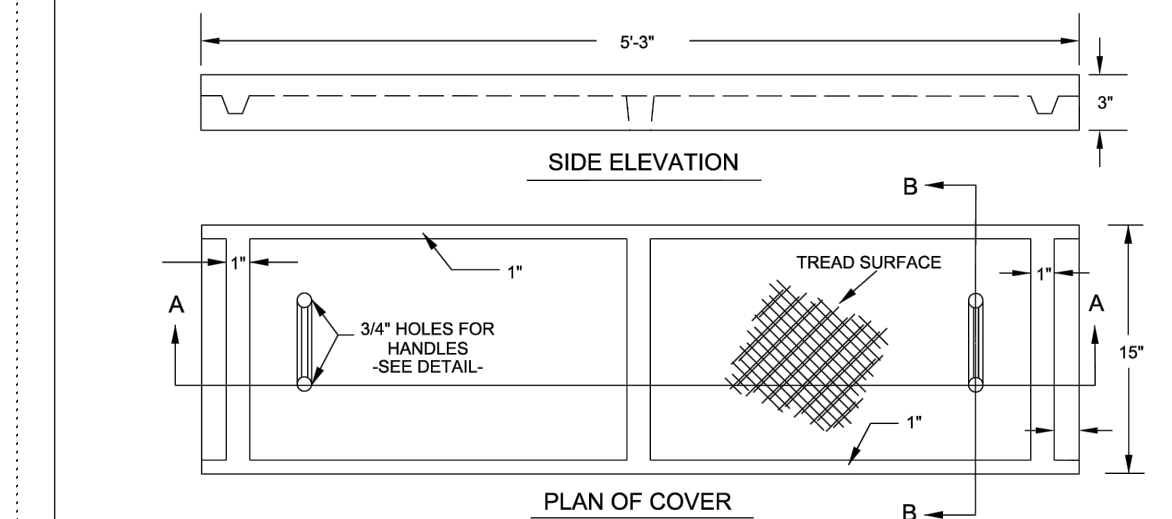 5'-3"
3"
SIDE ELEVATION
B
1"
1"
TREAD SURFACE
1"
A
A
3/4" HOLES FOR
HANDLES
-SEE DETAIL-
15"
1"
PLAN OF COVER
B